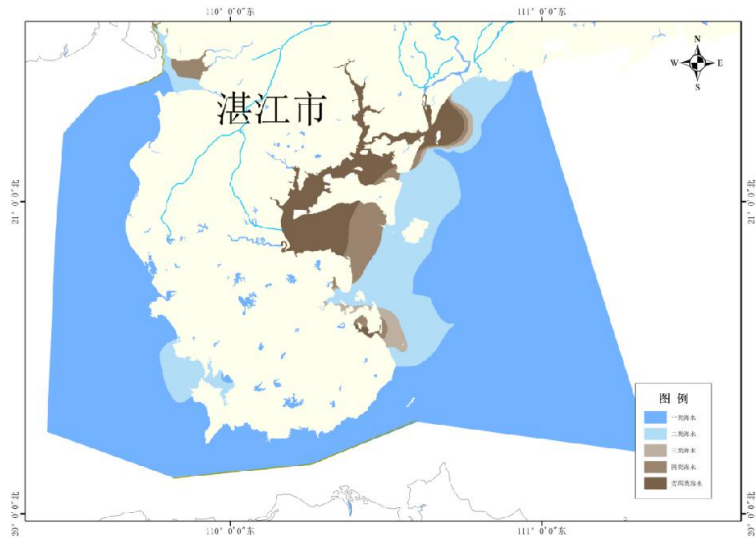 110° 0′0″东
111° 0′0″东
N
W
E
S
湛江市
21° 0′0″北
21° 0′0″北
图 例
一类海水
二类海水
三类海水
四类海水
劣四类海水
20° 0′0″北
20° 0′0″北
110° 0′0″东
111° 0′0″东